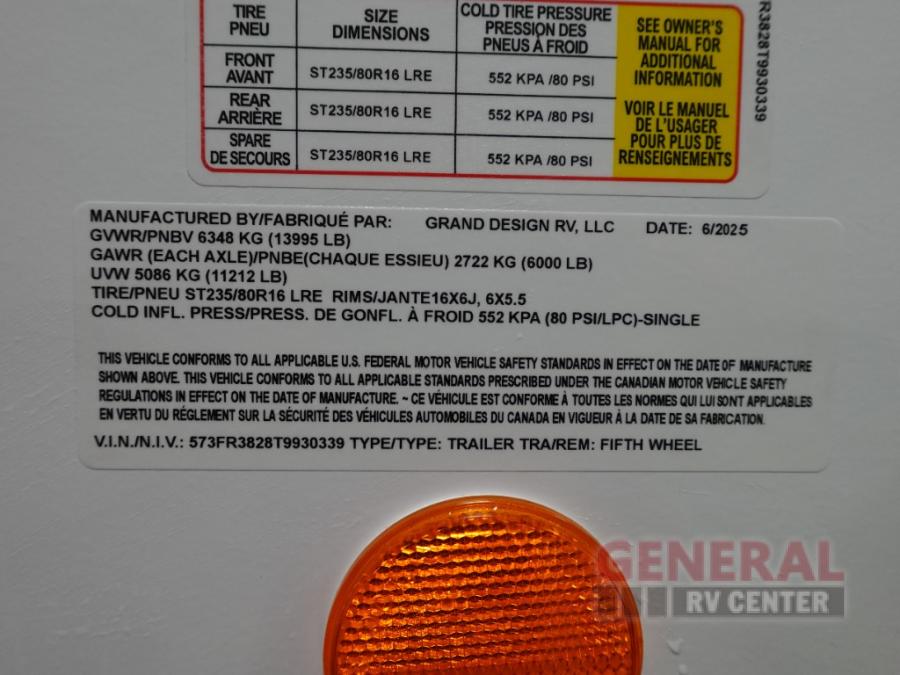 TIRE PNEU SIZE DIMENSIONS COLD TIRE PRESSURE PRESSION DES PNEUS À FROID
FRONT AVANT ST235/80R16 LRE 552 KPA /80 PSI
REAR ARRIÈRE ST235/80R16 LRE 552 KPA /80 PSI
SPARE DE SECOURS ST235/80R16 LRE 552 KPA /80 PSI
SEE OWNER'S
MANUAL FOR
ADDITIONAL
INFORMATION
VOIR LE MANUEL
DE L'USAGER
POUR PLUS DE
RENSEIGNEMENTS
R3828T9930339
MANUFACTURED BY/FABRIQUÉ PAR: GRAND DESIGN RV, LLC DATE: 6/2025
GVWR/PNBV 6348 KG (13995 LB)
GAWR (EACH AXLE)/PNBE(CHAQUE ESSIEU) 2722 KG (6000 LB)
UVW 5086 KG (11212 LB)
TIRE/PNEU ST235/80R16 LRE RIMS/JANTE16X6J, 6X5.5
COLD INFL. PRESS/PRESS. DE GONFL. À FROID 552 KPA (80 PSI/LPC)-SINGLE
THIS VEHICLE CONFORMS TO ALL APPLICABLE U.S. FEDERAL MOTOR VEHICLE SAFETY STANDARDS IN EFFECT ON THE DATE OF MANUFACTURE
SHOWN ABOVE. THIS VEHICLE CONFORMS TO ALL APPLICABLE STANDARDS PRESCRIBED UNDER THE CANADIAN MOTOR VEHICLE SAFETY
REGULATIONS IN EFFECT ON THE DATE OF MANUFACTURE. ~ CE VÉHICULE EST CONFORME À TOUTES LES NORMES QUI LUI SONT APPLICABLES
EN VERTU DU RÉGLEMENT SUR LA SÉCURITÉ DES VÉHICULES AUTOMOBILES DU CANADA EN VIGUEUR À LA DATE DE SA FABRICATION.
V.I.N./N.I.V.: 573FR3828T9930339 TYPE/TYPE: TRAILER TRA/REM: FIFTH WHEEL
GENERAL
RV CENTER